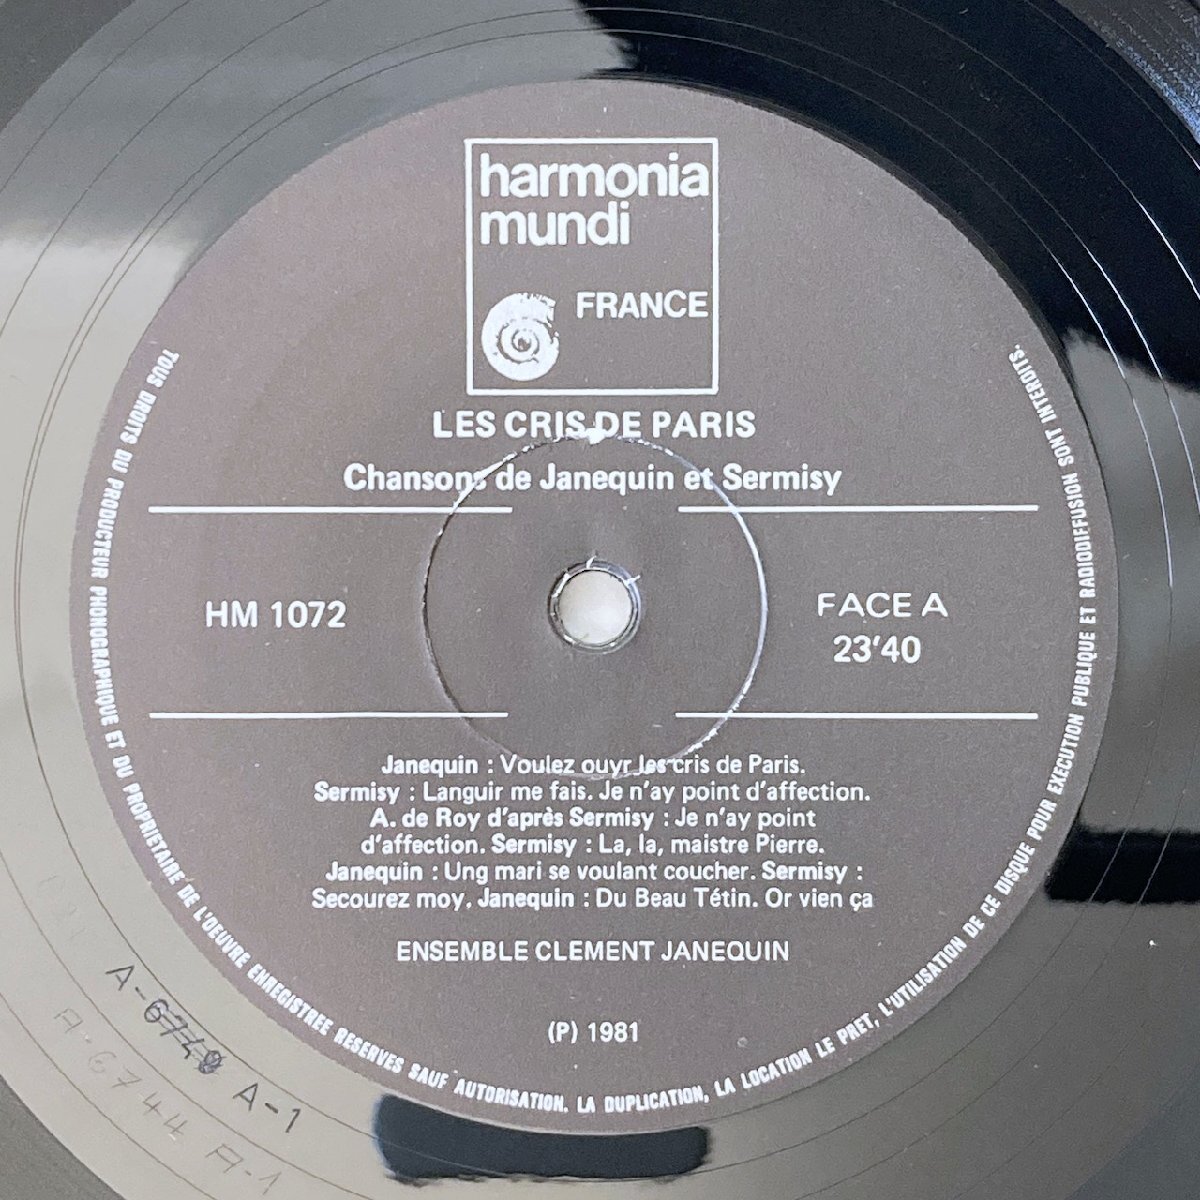 harmonia
mundi
FRANCE
LES CRIS DE PARIS
Chansons de Janequin et Sermisy
HM 1072
FACE A
23'40
Janequin : Voulez ouyr les cris de Paris.
Sermisy : Languir me fais. Je n'ay point d'affection.
A. de Roy d'après Sermisy : Je n'ay point
d'affection. Sermisy : La, la, maistre Pierre.
Janequin : Ung mari se voulant coucher. Sermisy :
Secourez moy. Janequin : Du Beau Tétin. Or vien ça
ENSEMBLE CLEMENT JANEQUIN
(P) 1981
TOUS DROITS DU PRODUCTEUR PHONOGRAPHIQUE ET DU PROPRIETAIRE DE L'OEUVRE ENREGISTREE RESERVES SAUF AUTORISATION. LA DUPLICATION, LA LOCATION LE PRET, L'UTILISATION DE CE DISQUE POUR EXECUTION PUBLIQUE ET RADIODIFFUSION SONT INTERDITS.
A-1
A.6744 A-1